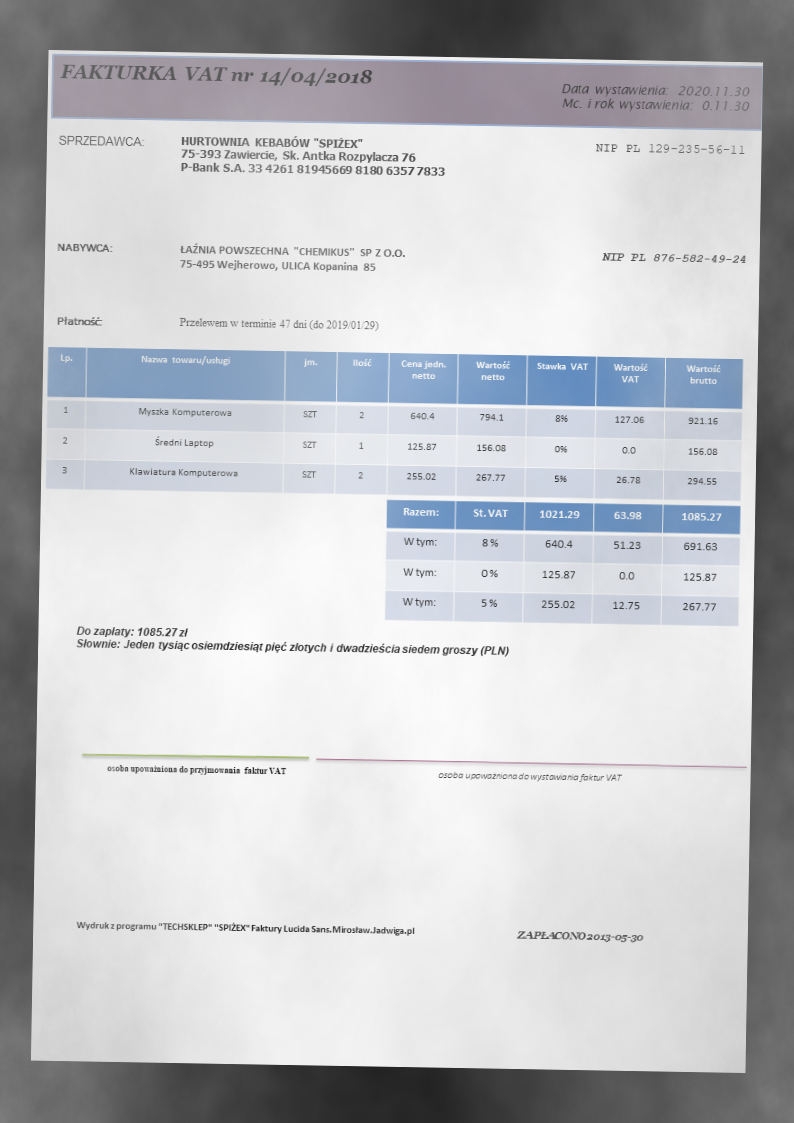 FAKTURKA VAT nr 14/04/2018
Data wystawienia: 2020.11.30
Mc. i rok wystawienia: 0.11.30
SPRZEDAWCA: HURTOWNIA KEBABÓW "SPIŻEX" NIP PL 129-235-56-11
75-393 Zawiercie, Sk. Antka Rozpylacza 76
P-Bank S.A. 33 4261 81945669 8180 6357 7833
NABYWCA: ŁAŹNIA POWSZECHNA "CHEMIKUS" SP Z O.O. NIP PL 876-582-49-24
75-495 Wejherowo, ULICA Kopanina 85
Płatność: Przelewem w terminie 47 dni (do 2019/01/29)
Lp. Nazwa towaru/usługi jm. Ilość Cena jedn. netto Wartość netto Stawka VAT Wartość VAT Wartość brutto
1 Myszka Komputerowa SZT 2 640.4 794.1 8% 127.06 921.16
2 Średni Laptop SZT 1 125.87 156.08 0% 0.0 156.08
3 Klawiatura Komputerowa SZT 2 255.02 267.77 5% 26.78 294.55
Razem: St. VAT 1021.29 63.98 1085.27
W tym: 8 % 640.4 51.23 691.63
W tym: 0 % 125.87 0.0 125.87
W tym: 5 % 255.02 12.75 267.77
Do zapłaty: 1085.27 zł
Słownie: Jeden tysiąc osiemdziesiąt pięć złotych i dwadzieścia siedem groszy (PLN)
osoba upoważniona do przyjmowania faktur VAT
osoba upoważniona do wystawiania faktur VAT
Wydruk z programu "TECHSKLEP" "SPIŻEX" Faktury Lucida Sans.Mirosław.Jadwiga.pl
ZAPŁACONO 2013-05-30